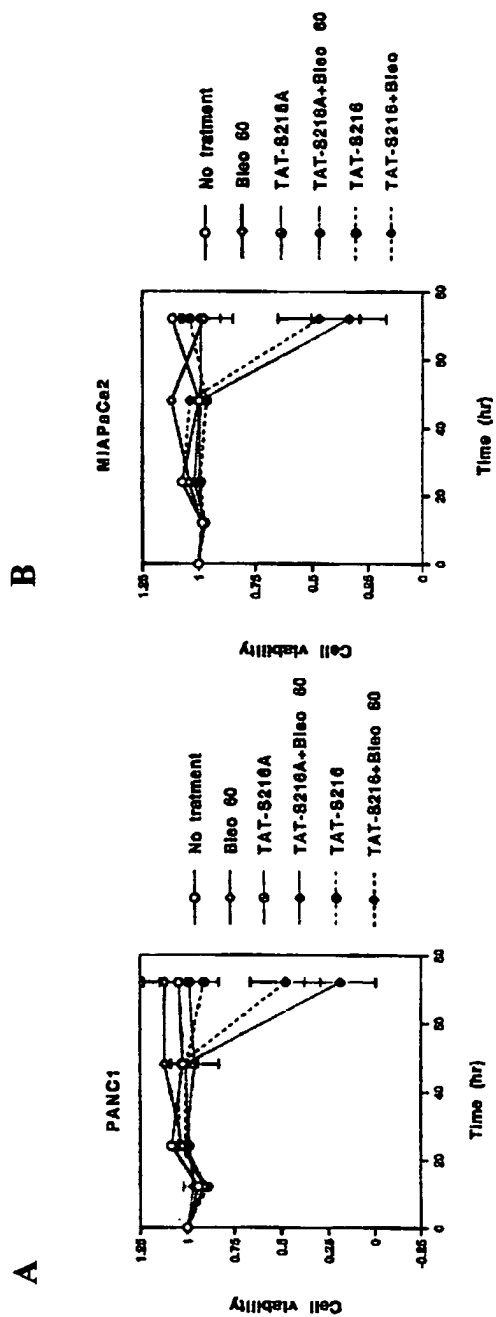 A
PANC1
Cell viability
1.25
1
0.75
0.5
0.25
0
-0.25
0
20
40
60
80
Time (hr)
No tratment
Bleo 60
TAT-S216A
TAT-S216A+Bleo 60
TAT-S216
TAT-S216+Bleo 60
B
MIAPaCa2
Cell viability
1.25
1
0.75
0.5
0.25
0
0
20
40
60
80
Time (hr)
No tratment
Bleo 60
TAT-S216A
TAT-S216A+Bleo 60
TAT-S216
TAT-S216+Bleo